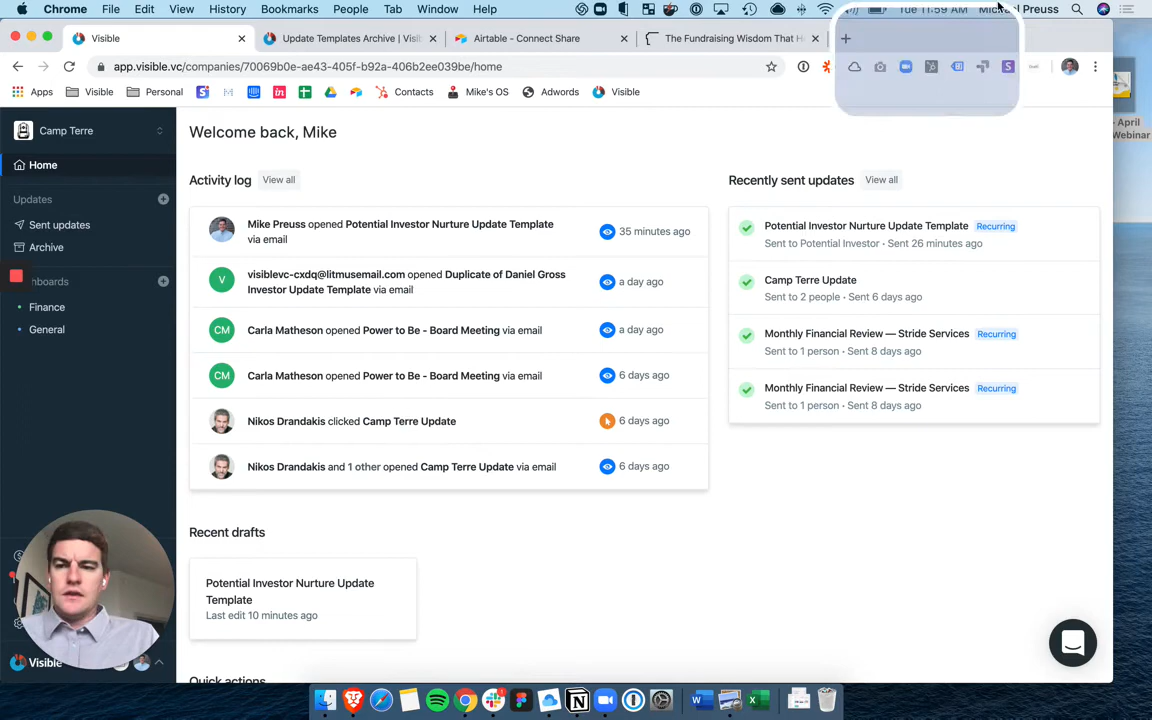 Chrome File Edit View History Bookmarks People Tab Window Help Tue 11:59 AM Michael Preuss
Visible
Update Templates Archive | Visi
Airtable - Connect Share
The Fundraising Wisdom That H
app.visible.vc/companies/70069b0e-ae43-405f-b92a-406b2ee039be/home
Apps Visible Personal Contacts Mike's OS Adwords Visible
April
Webinar
Camp Terre
Home
Updates
Sent updates
Archive
hboards
Finance
General
Visible
Welcome back, Mike
Activity log View all
Mike Preuss opened Potential Investor Nurture Update Template
via email
35 minutes ago
V
visiblevc-cxdq@litmusemail.com opened Duplicate of Daniel Gross
Investor Update Template via email
a day ago
CM
Carla Matheson opened Power to Be - Board Meeting via email
a day ago
CM
Carla Matheson opened Power to Be - Board Meeting via email
6 days ago
Nikos Drandakis clicked Camp Terre Update
6 days ago
Nikos Drandakis and 1 other opened Camp Terre Update via email
6 days ago
Recently sent updates View all
Potential Investor Nurture Update Template Recurring
Sent to Potential Investor • Sent 26 minutes ago
Camp Terre Update
Sent to 2 people • Sent 6 days ago
Monthly Financial Review — Stride Services Recurring
Sent to 1 person • Sent 8 days ago
Monthly Financial Review — Stride Services Recurring
Sent to 1 person • Sent 8 days ago
Recent drafts
Potential Investor Nurture Update
Template
Last edit 10 minutes ago
Quick actions